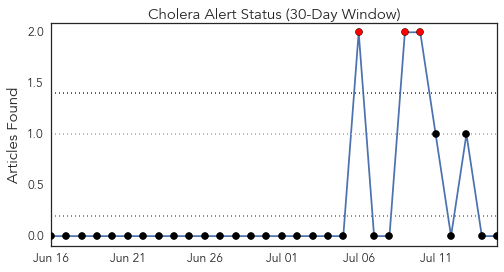 Cholera Alert Status (30-Day Window)
Articles Found
2.0
1.5
1.0
0.5
0.0
Jun 16
Jun 21
Jun 26
Jul 01
Jul 06
Jul 11